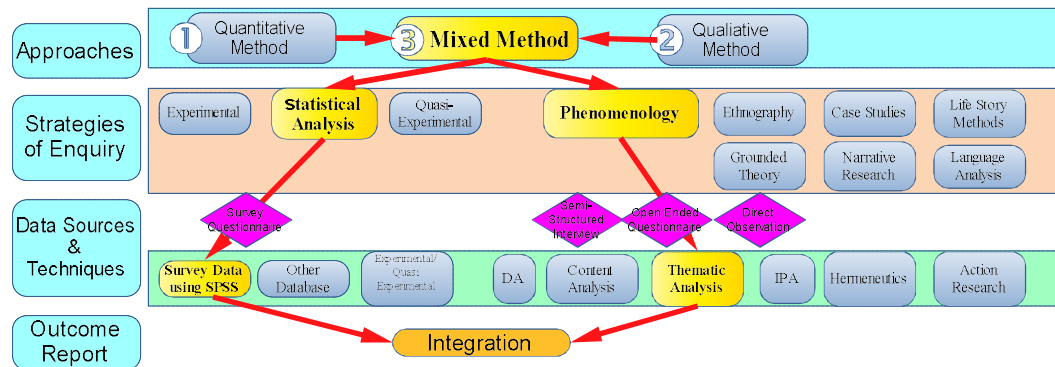 Approaches
1
Quantitative
Method
3
Mixed Method
2
Qualiative
Method
Strategies
of Enquiry
Experimental
Statistical
Analysis
Quasi-
Experimental
Phenomenology
Ethnography
Case Studies
Life Story
Methods
Grounded
Theory
Narrative
Research
Language
Analysis
Data Sources
&
Techniques
Survey
Questionnaire
Semi-
Structured
Interview
Open Ended
Questionnaire
Direct
Observation
Survey Data
using SPSS
Other
Database
Experimental/
Quasi
Experimental
DA
Content
Analysis
Thematic
Analysis
IPA
Hermeneutics
Action
Research
Outcome
Report
Integration